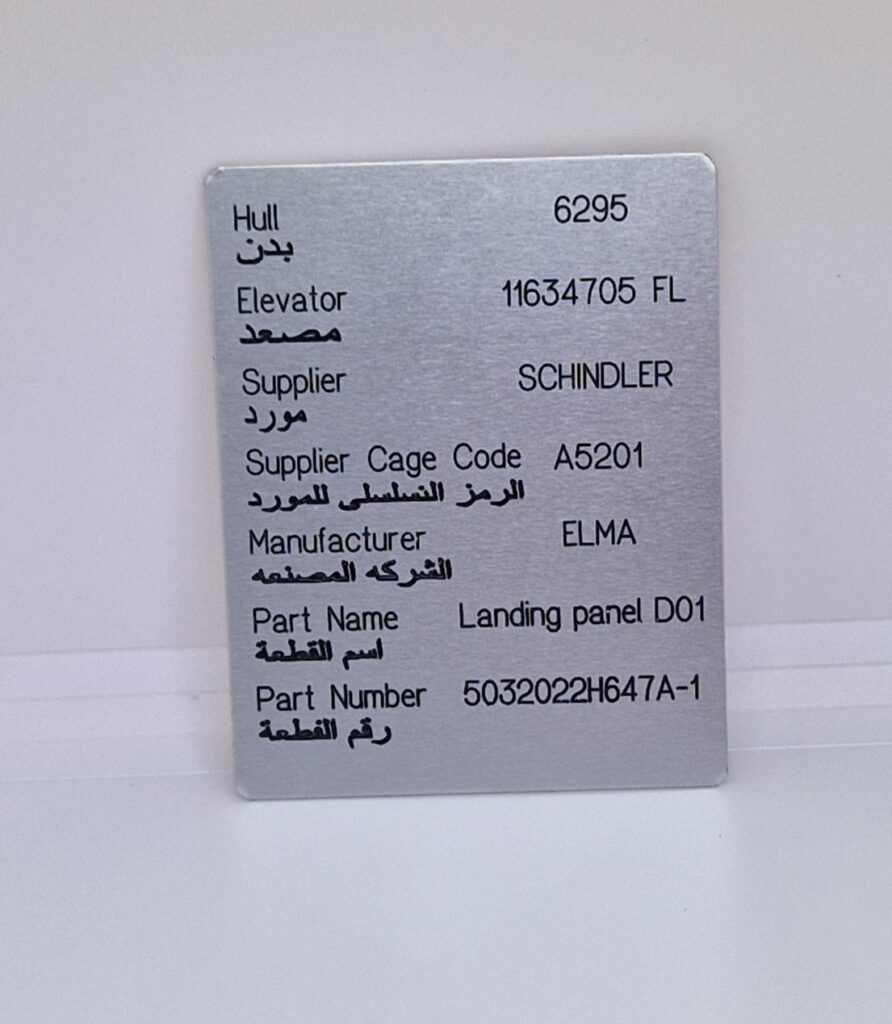 Hull 6295
بدن
Elevator 11634705 FL
مصعد
Supplier SCHINDLER
مورد
Supplier Cage Code A5201
الرمز التسلسلى للمورد
Manufacturer ELMA
الشركه المصنعه
Part Name Landing panel D01
اسم القطعة
Part Number 5032022H647A-1
رقم القطعة